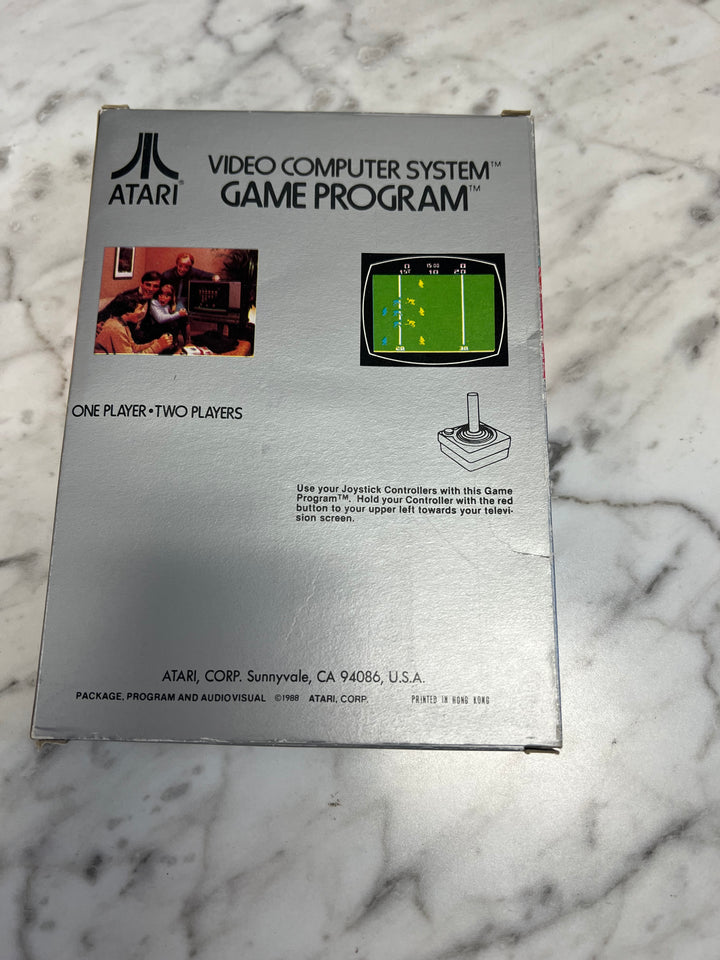 ATARI®
VIDEO COMPUTER SYSTEM™
GAME PROGRAM™
0 15:00 0
1ST 10 20
20 30
ONE PLAYER•TWO PLAYERS
Use your Joystick Controllers with this Game
Program™. Hold your Controller with the red
button to your upper left towards your televi-
sion screen.
ATARI, CORP. Sunnyvale, CA 94086, U.S.A.
PACKAGE, PROGRAM AND AUDIOVISUAL ©1988 ATARI, CORP. PRINTED IN HONG KONG